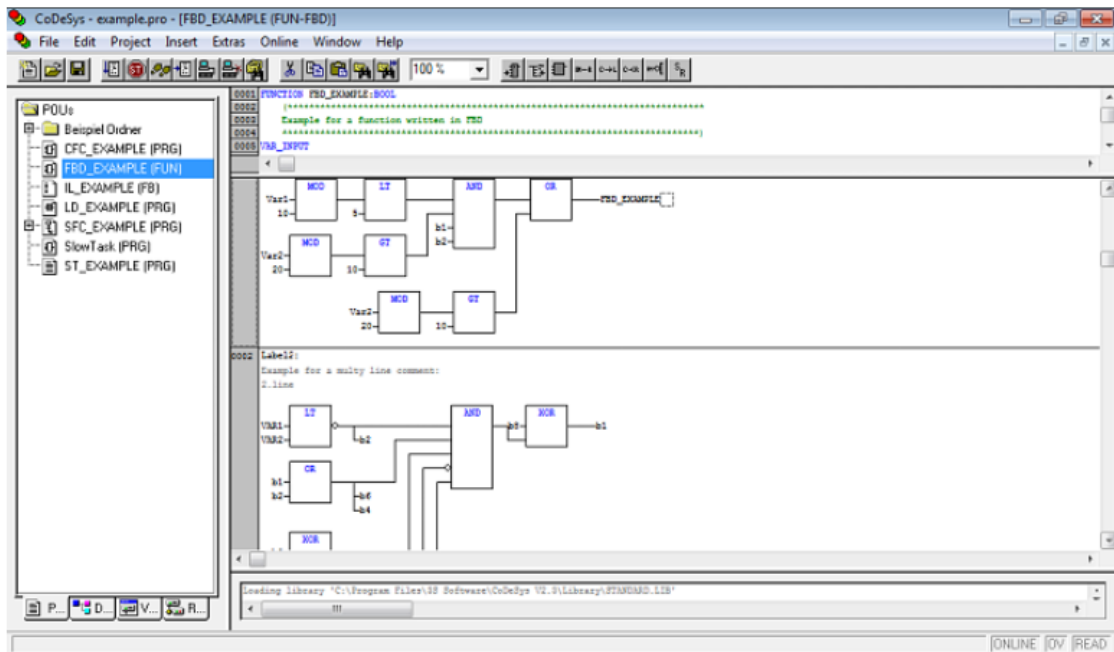 CoDeSys - example.pro - [FBD_EXAMPLE (FUN-FBD)]
File Edit Project Insert Extras Online Window Help
100 %
POUs
Beispiel Ordner
CFC_EXAMPLE (PRG)
FBD_EXAMPLE (FUN)
IL_EXAMPLE (FB)
LD_EXAMPLE (PRG)
SFC_EXAMPLE (PRG)
SlowTask (PRG)
ST_EXAMPLE (PRG)
P... D... V... R...
0001 FUNCTION FBD_EXAMPLE:BOOL
0002
0003 Example for a function written in FBD
0004
0005 VAR_INPUT
MOD LT AND OR
Var1 FBD_EXAMPLE
10 5
b1
MOD GT b2
Var2
20 10
MOD GT
Var2
20 10
0002 Label2:
Example for a multy line comment:
2.line
LT AND XOR
VAR1 b8 b1
VAR2 b2
OR
b1
b2 b6
b4
XOR
Loading library 'C:\Program Files\3S Software\CoDeSys V2.3\Library\STANDARD.LIB'
ONLINE OV READ